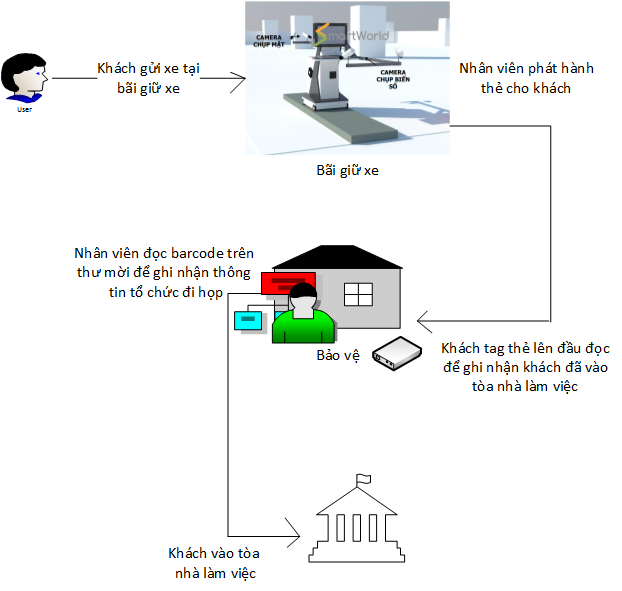 Khách gửi xe tại
bãi giữ xe
User
SmartWorld
CAMERA
CHỤP MẶT
CAMERA
CHỤP BIỂN
SỐ
Nhân viên phát hành
thẻ cho khách
Bãi giữ xe
Nhân viên đọc barcode trên
thư mời để ghi nhận thông
tin tổ chức đi họp
Bảo vệ
Khách tag thẻ lên đầu đọc
để ghi nhận khách đã vào
tòa nhà làm việc
Khách vào tòa
nhà làm việc